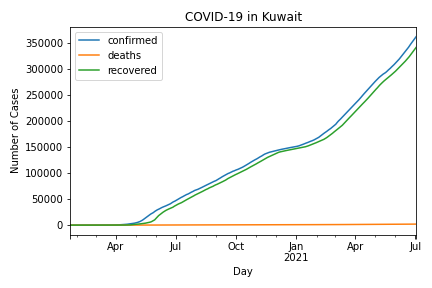 COVID-19 in Kuwait
confirmed
deaths
recovered
Number of Cases
350000
300000
250000
200000
150000
100000
50000
0
Apr
Jul
Oct
Jan
2021
Apr
Jul
Day